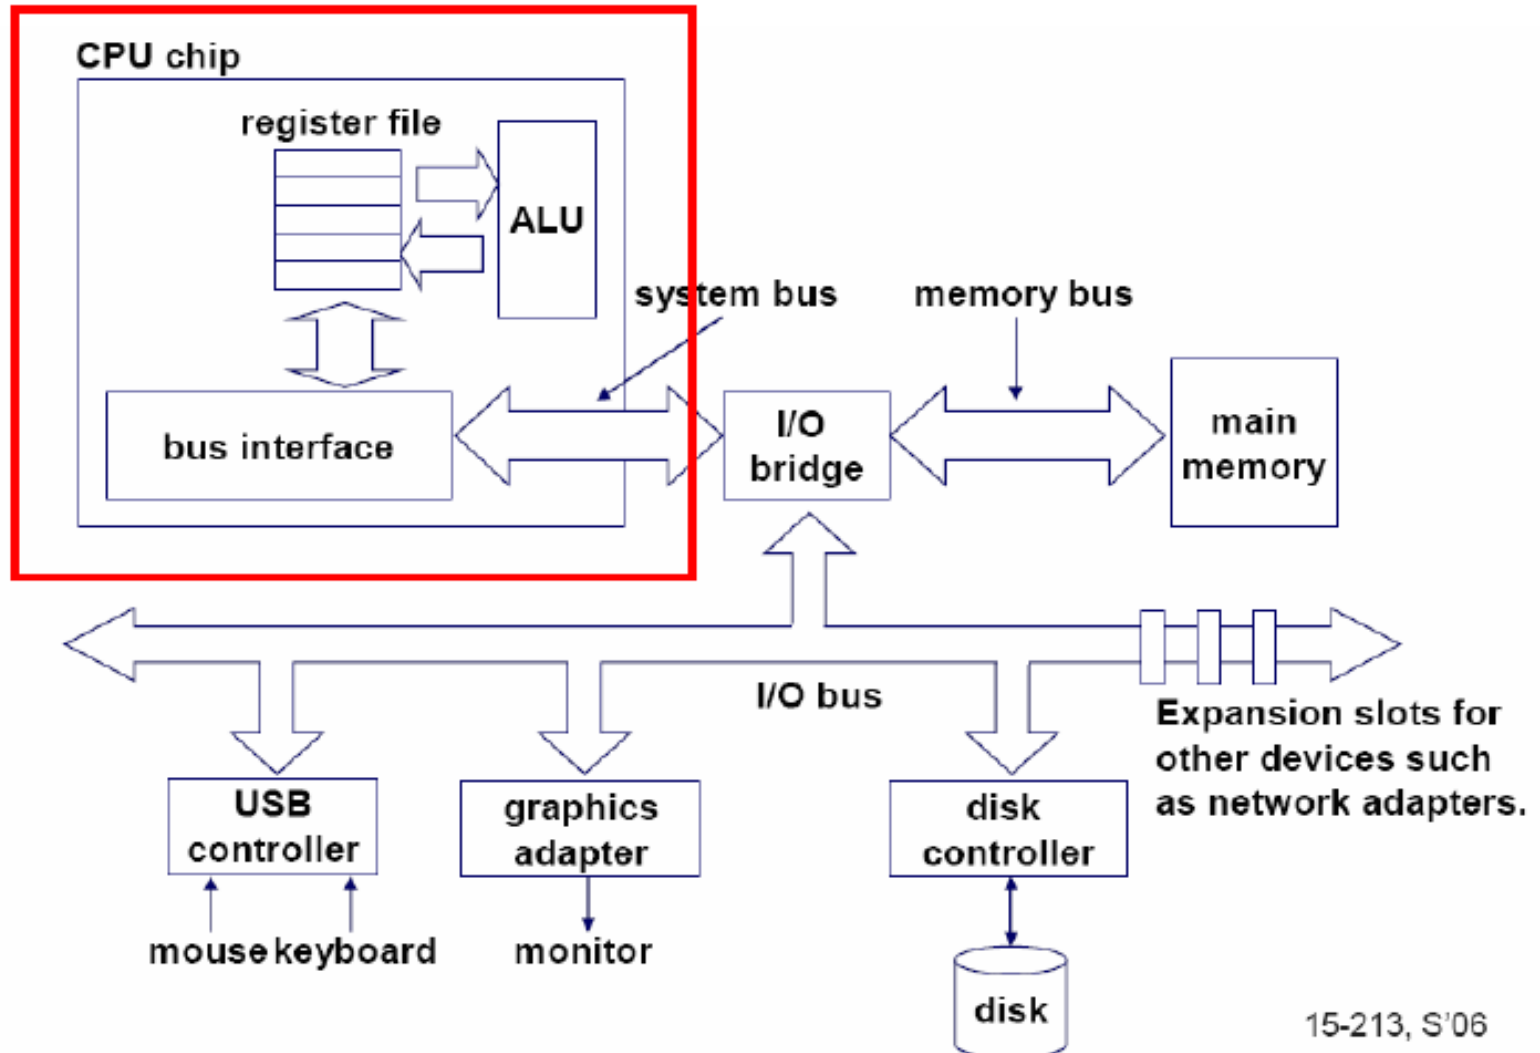 CPU chip
register file
ALU
system bus
memory bus
bus interface
I/O
bridge
main
memory
I/O bus
Expansion slots for
other devices such
as network adapters.
USB
controller
graphics
adapter
disk
controller
mouse keyboard
monitor
disk
15-213, S'06